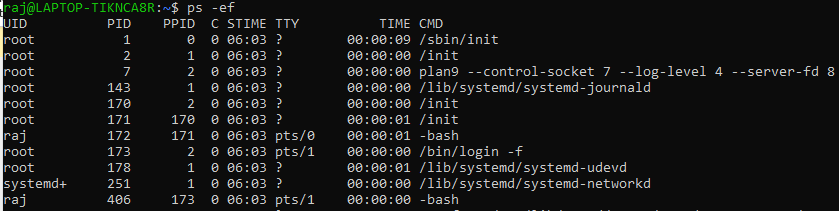 raj@LAPTOP-TIKNCA8R:~$ ps -ef
UID PID PPID C STIME TTY TIME CMD
root 1 0 0 06:03 ? 00:00:09 /sbin/init
root 2 1 0 06:03 ? 00:00:00 /init
root 7 2 0 06:03 ? 00:00:00 plan9 --control-socket 7 --log-level 4 --server-fd 8
root 143 1 0 06:03 ? 00:00:00 /lib/systemd/systemd-journald
root 170 2 0 06:03 ? 00:00:00 /init
root 171 170 0 06:03 ? 00:00:01 /init
raj 172 171 0 06:03 pts/0 00:00:01 -bash
root 173 2 0 06:03 pts/1 00:00:00 /bin/login -f
root 178 1 0 06:03 ? 00:00:01 /lib/systemd/systemd-udevd
systemd+ 251 1 0 06:03 ? 00:00:00 /lib/systemd/systemd-networkd
raj 406 173 0 06:03 pts/1 00:00:00 -bash